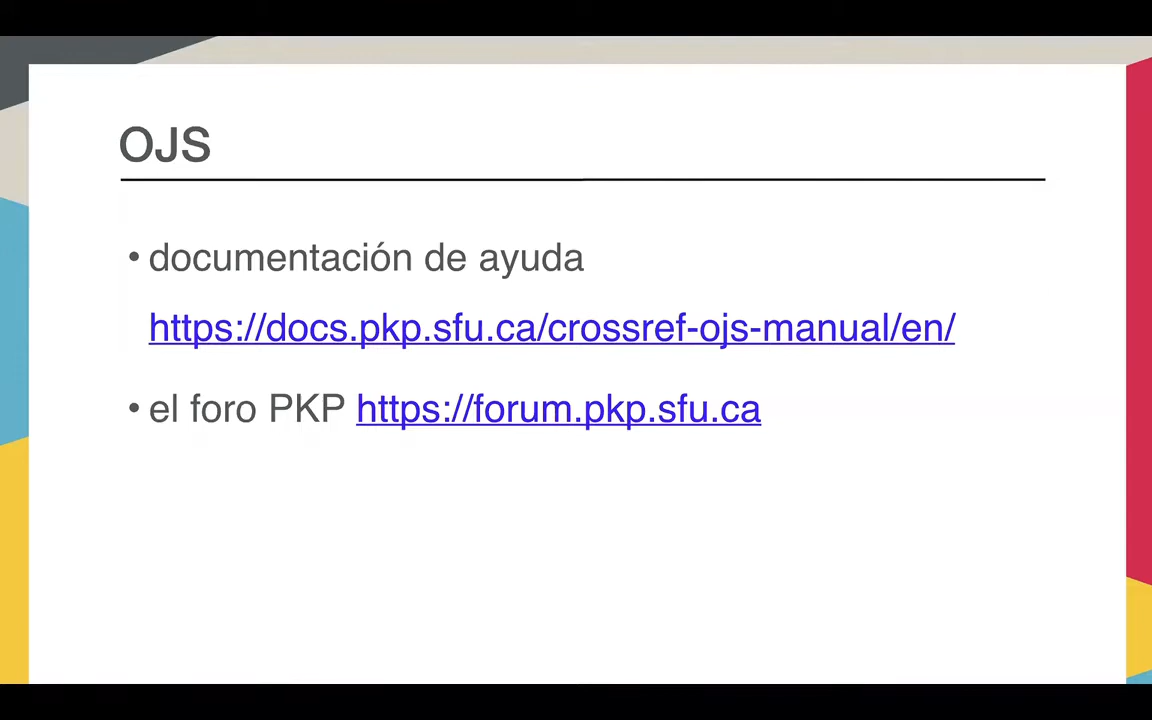 OJS
• documentación de ayuda
https://docs.pkp.sfu.ca/crossref-ojs-manual/en/
• el foro PKP https://forum.pkp.sfu.ca